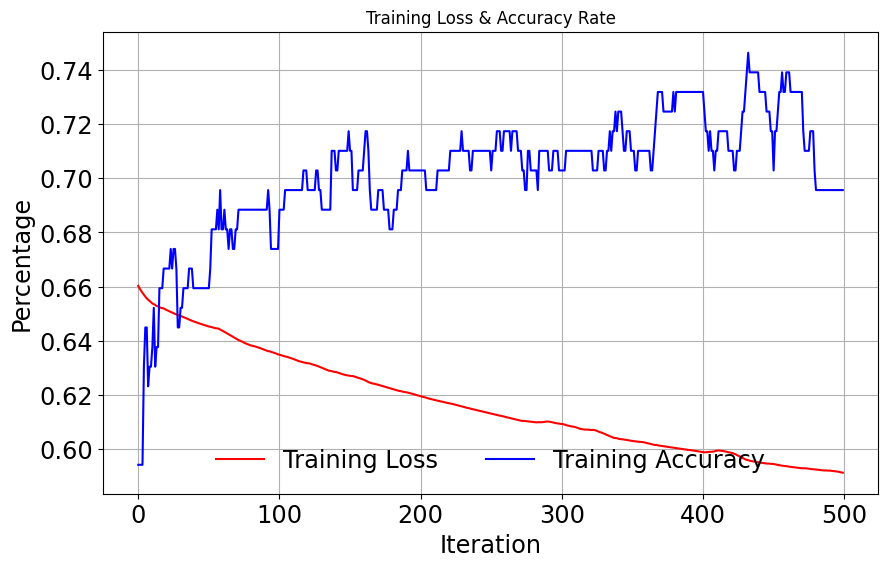 Training Loss & Accuracy Rate
Percentage
0.74
0.72
0.70
0.68
0.66
0.64
0.62
0.60
Training Loss
Training Accuracy
0 100 200 300 400 500
Iteration